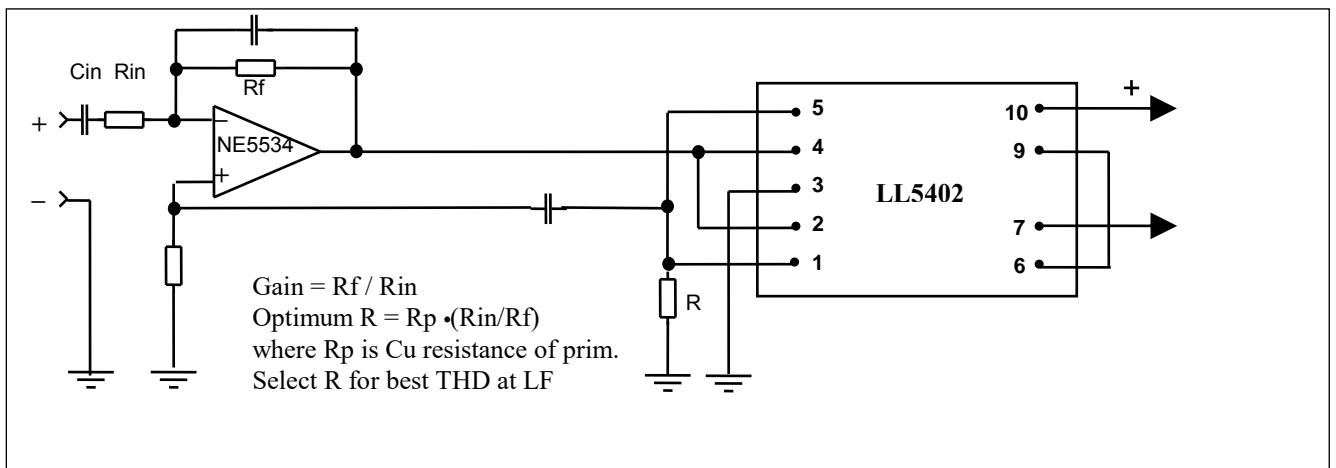 Cin Rin
Rf
+
−
NE5534
−
+
5
4
3
2
1
LL5402
10
9
7
6
+
R
Gain = Rf / Rin
Optimum R = Rp •(Rin/Rf)
where Rp is Cu resistance of prim.
Select R for best THD at LF